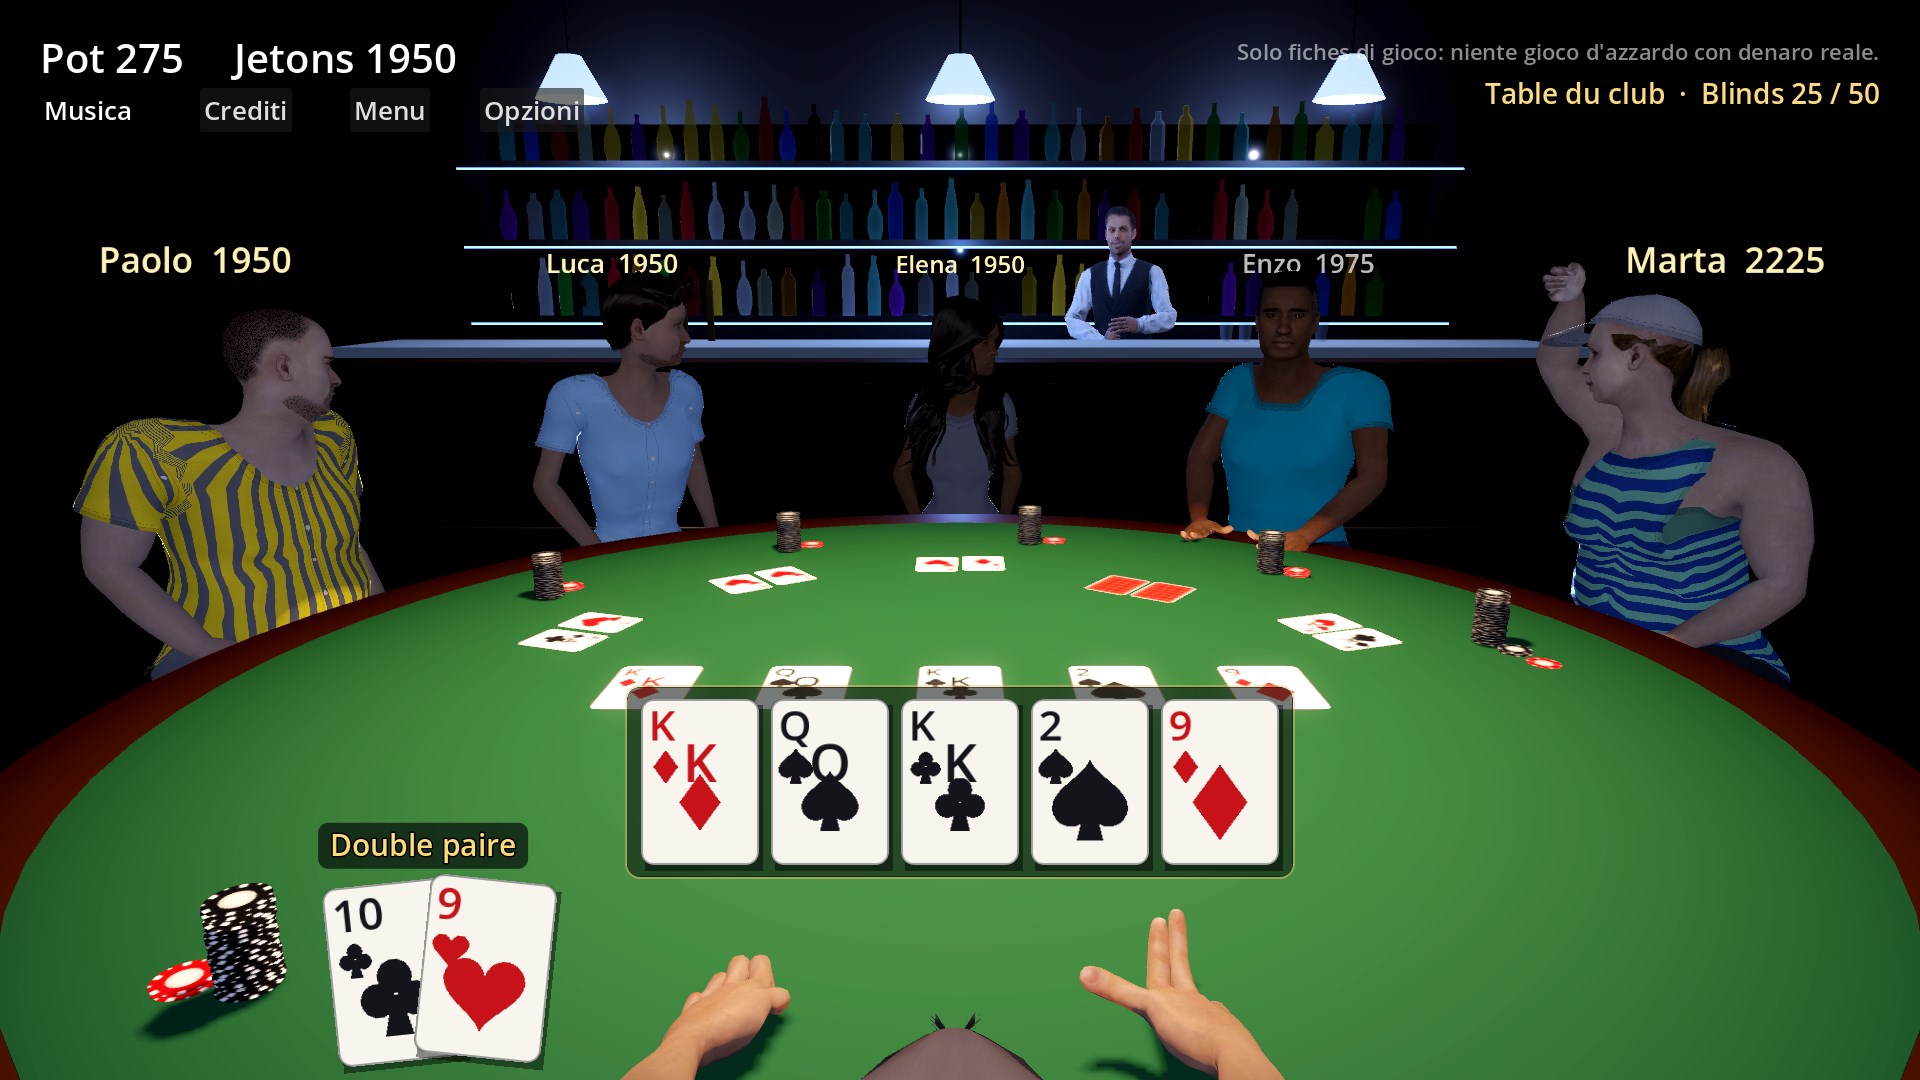 Pot 275 Jetons 1950
Solo fiches di gioco: niente gioco d'azzardo con denaro reale.
Musica Crediti Menu Opzioni
Table du club · Blinds 25 / 50
Paolo 1950
Luca 1950
Elena 1950
Enzo 1975
Marta 2225
K K Q Q K K 2 9
K K
Q Q
K K
2
9
Double paire
10
9